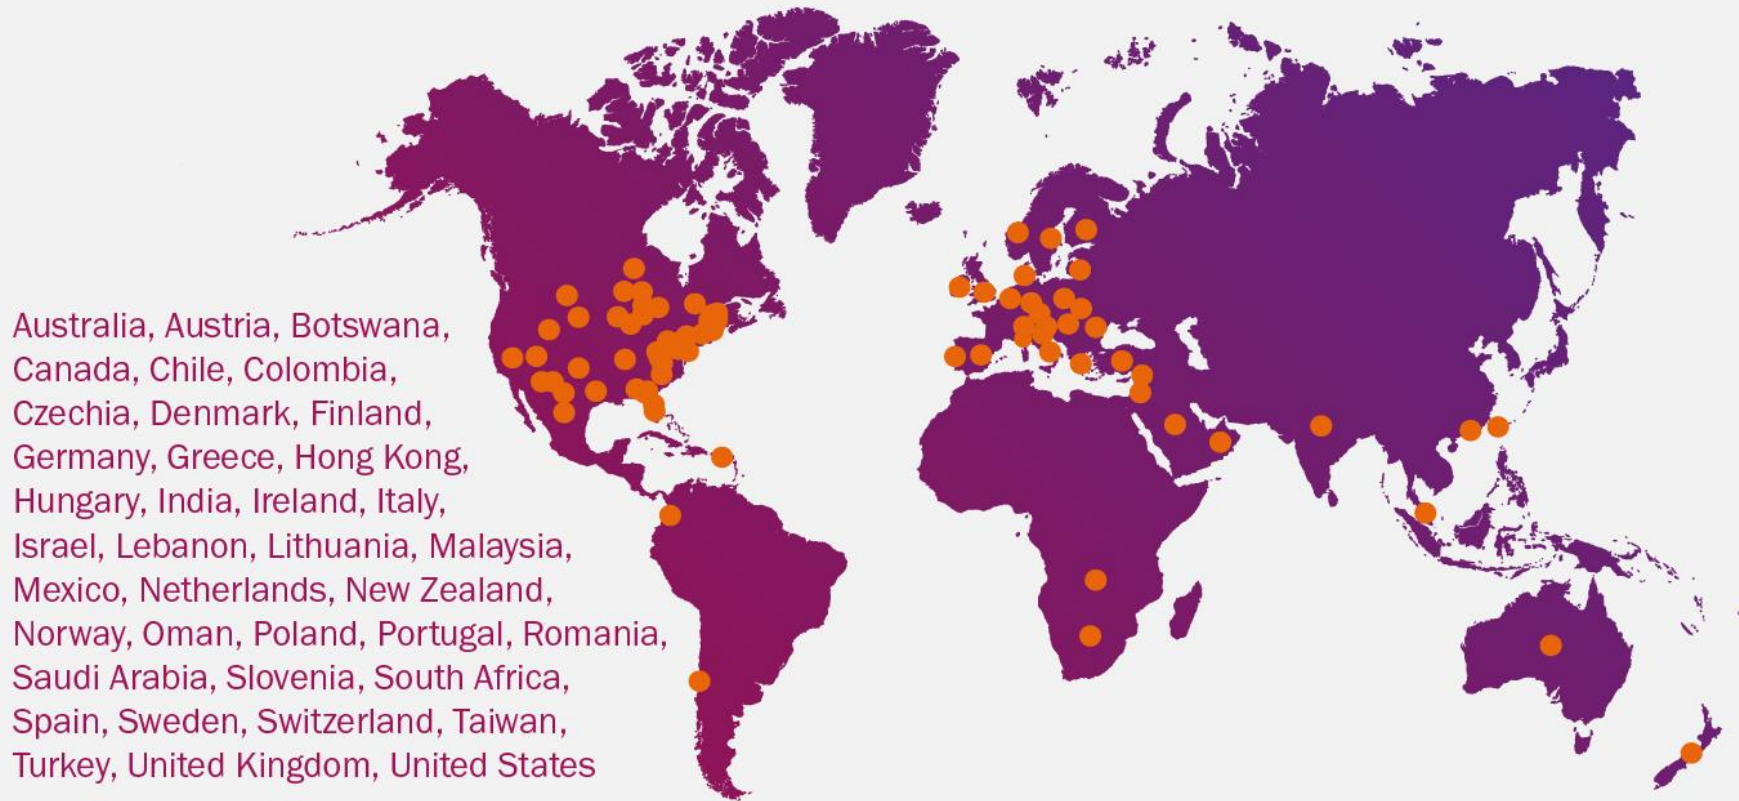 Australia, Austria, Botswana,
Canada, Chile, Colombia,
Czechia, Denmark, Finland,
Germany, Greece, Hong Kong,
Hungary, India, Ireland, Italy,
Israel, Lebanon, Lithuania, Malaysia,
Mexico, Netherlands, New Zealand,
Norway, Oman, Poland, Portugal, Romania,
Saudi Arabia, Slovenia, South Africa,
Spain, Sweden, Switzerland, Taiwan,
Turkey, United Kingdom, United States